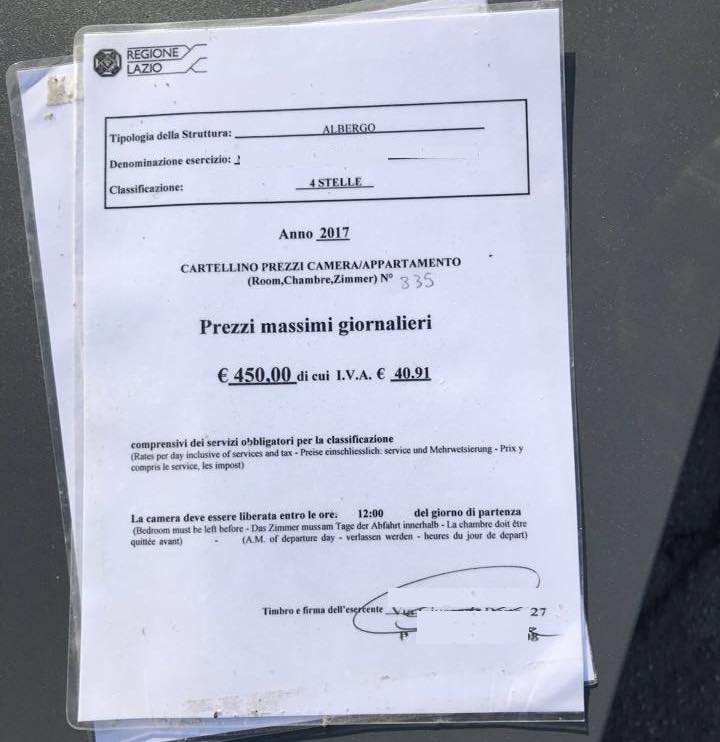 REGIONE
LAZIO
Tipologia della Struttura: ALBERGO
Denominazione esercizio:
Classificazione: 4 STELLE
Anno 2017
CARTELLINO PREZZI CAMERA/APPARTAMENTO
(Room,Chambre,Zimmer) N° 335
Prezzi massimi giornalieri
€ 450,00 di cui I.V.A. € 40.91
comprensivi dei servizi obbligatori per la classificazione
(Rates per day inclusive of services and tax - Preise einschliesslich: service und Mehrwetsierung - Prix y
compris le service, les impost)
La camera deve essere liberata entro le ore: 12:00 del giorno di partenza
(Bedroom must be left before - Das Zimmer mussam Tage der Abfahrt innerhalb - La chambre doit être
quittée avant) - (A.M. of departure day - verlassen werden - heures du jour de depart)
Timbro e firma dell'esercente Via 27